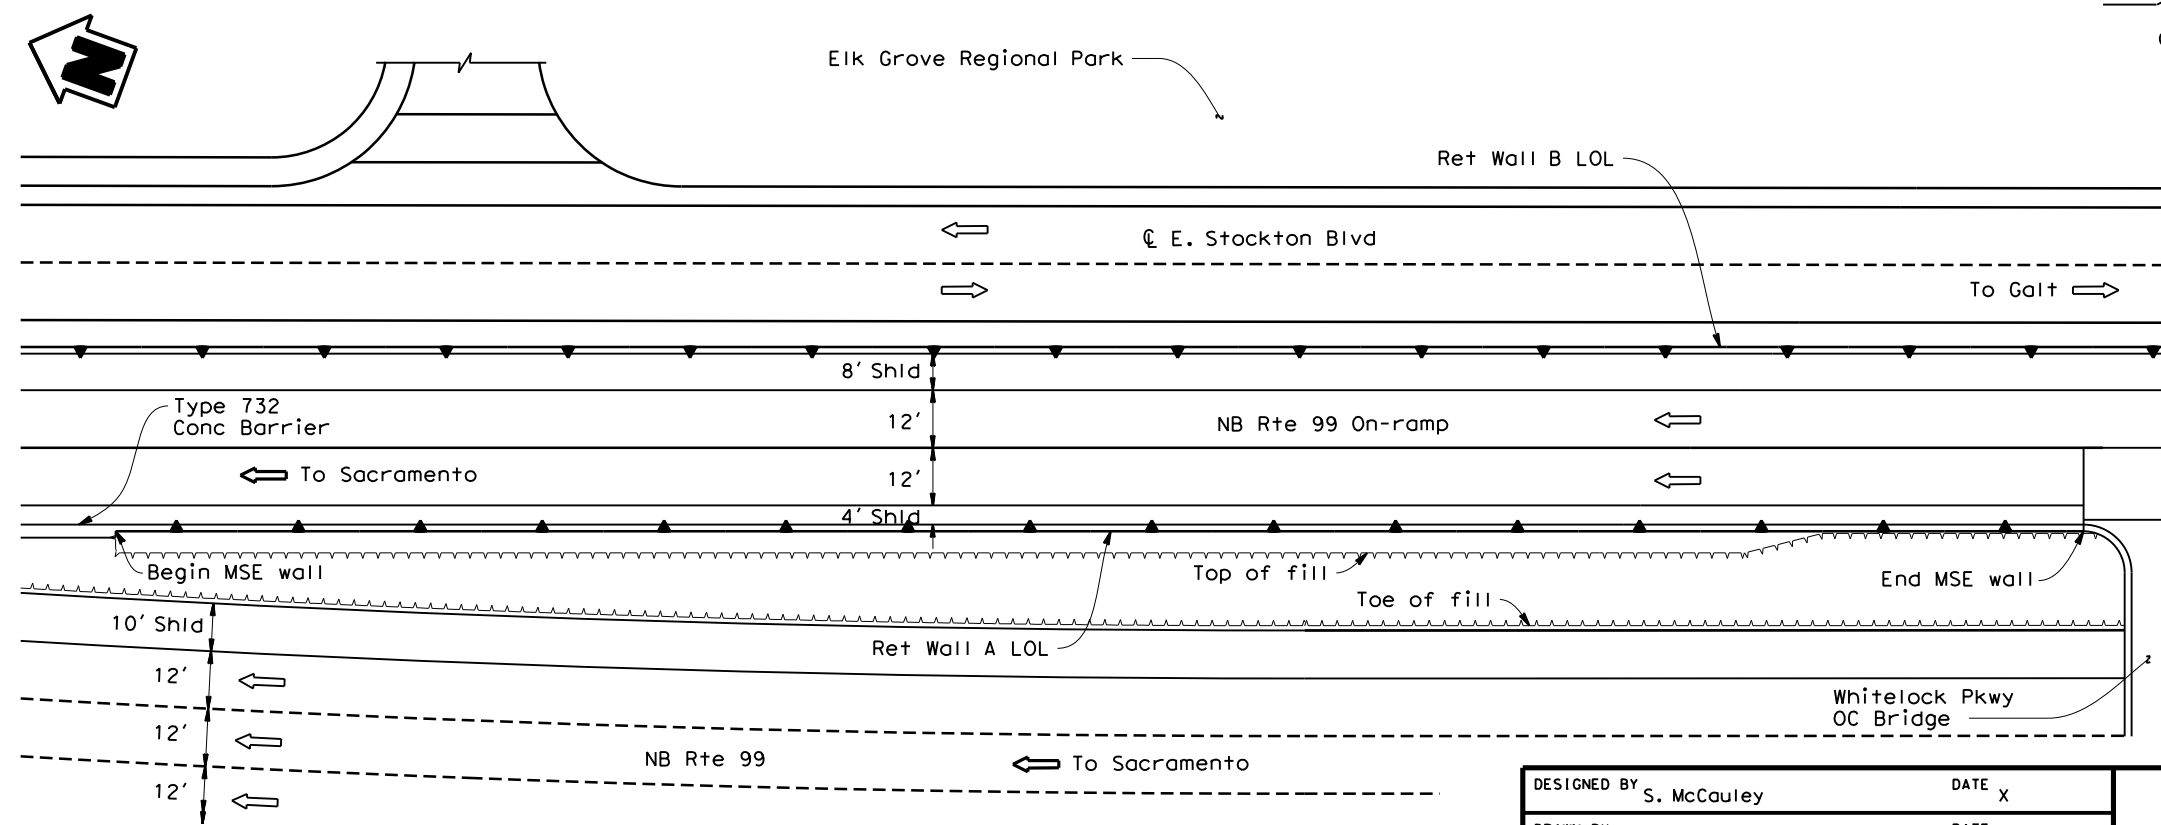 N
Elk Grove Regional Park
Ret Wall B LOL
℄ E. Stockton Blvd
To Galt
8' Shld
Type 732
Conc Barrier
12'
NB Rte 99 On-ramp
To Sacramento
12'
4' Shld
Begin MSE wall
Top of fill
End MSE wall
Toe of fill
10' Shld
Ret Wall A LOL
12'
Whitelock Pkwy
OC Bridge
12'
NB Rte 99
To Sacramento
12'
DESIGNED BY S. McCauley DATE X